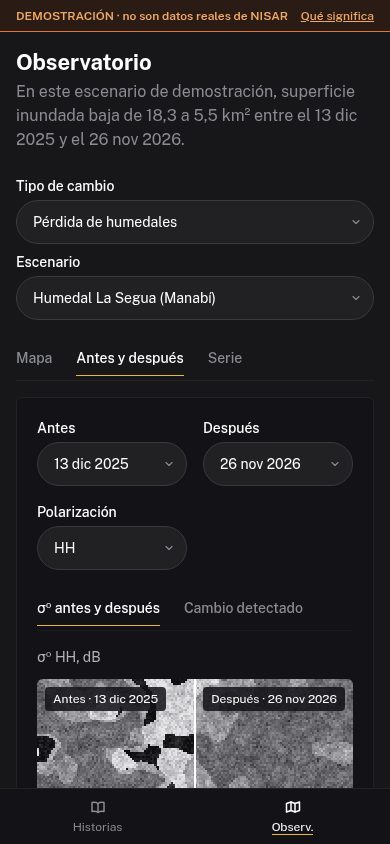 DEMOSTRACIÓN · no son datos reales de NISAR Qué significa
Observatorio
En este escenario de demostración, superficie
inundada baja de 18,3 a 5,5 km² entre el 13 dic
2025 y el 26 nov 2026.
Tipo de cambio
Pérdida de humedales
Escenario
Humedal La Segua (Manabí)
Mapa Antes y después Serie
Antes Después
13 dic 2025 26 nov 2026
Polarización
HH
σ⁰ antes y después Cambio detectado
σ⁰ HH, dB
Antes · 13 dic 2025 Después · 26 nov 2026
Historias Observ.